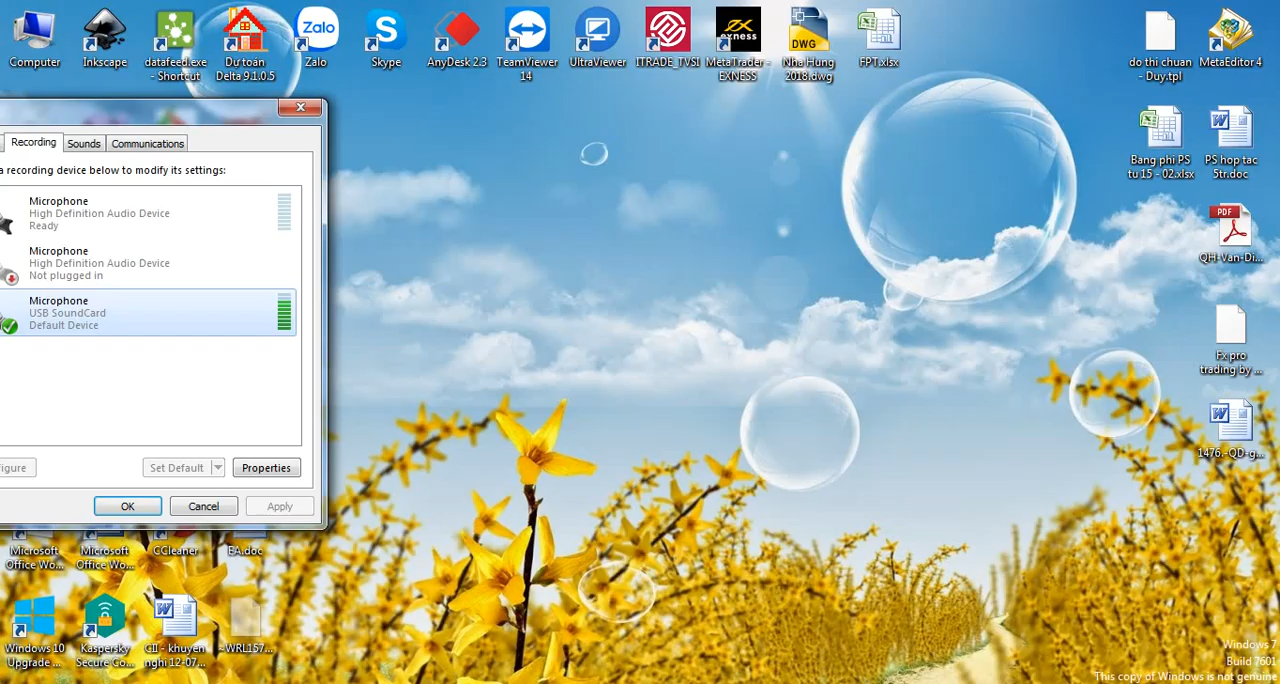 Computer
Inkscape
datafeed.exe
- Shortcut
Dự toán
Delta 9.1.0.5
Zalo
Zalo
Skype
AnyDesk 2.3
TeamViewer
14
UltraViewer
ITRADE_TVSI
exness
MetaTrader -
EXNESS
DWG
Nha Hung
2018.dwg
FPT.xlsx
do thi chuan
- Duy.tpl
MetaEditor 4
Bang phi PS
tu 15 - 02.xlsx
PS hop tac
5tr.doc
PDF
QH-Van-Di...
Fx pro
trading by ...
1476.-QD-g...
Recording
Sounds
Communications
a recording device below to modify its settings:
Microphone
High Definition Audio Device
Ready
Microphone
High Definition Audio Device
Not plugged in
Microphone
USB SoundCard
Default Device
igure
Set Default
Properties
OK
Cancel
Apply
Microsoft
Office Wo...
Microsoft
Office Wo...
CCleaner
EA.doc
Windows 10
Upgrade ...
Kaspersky
Secure Co...
CII - khuyen
nghi 12-07...
~WRL157...
Windows 7
Build 7601
This copy of Windows is not genuine